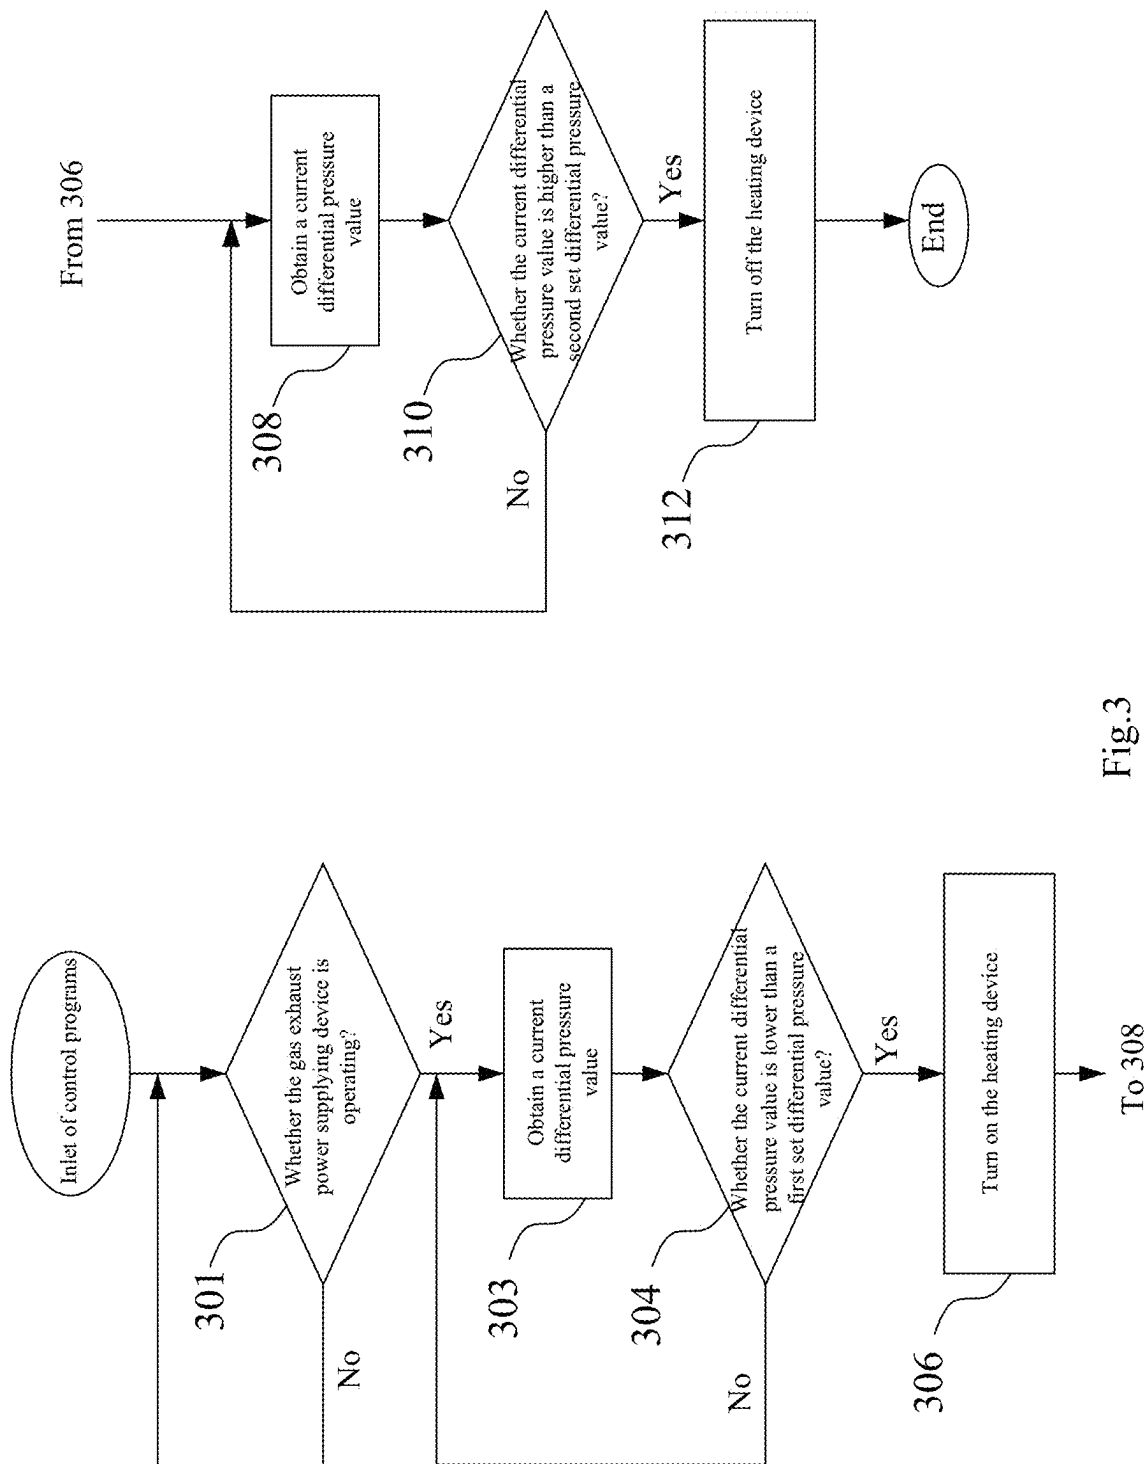 Inlet of control programs
301
Whether the gas exhaust
power supplying device is
operating?
No
Yes
303
Obtain a current
differential pressure
value
304
Whether the current differential
pressure value is lower than a
first set differential pressure
value?
No
Yes
306
Turn on the heating device
To 308
From 306
308
Obtain a current
differential pressure
value
310
Whether the current differential
pressure value is higher than a
second set differential pressure
value?
No
Yes
312
Turn off the heating device
End
Fig.3